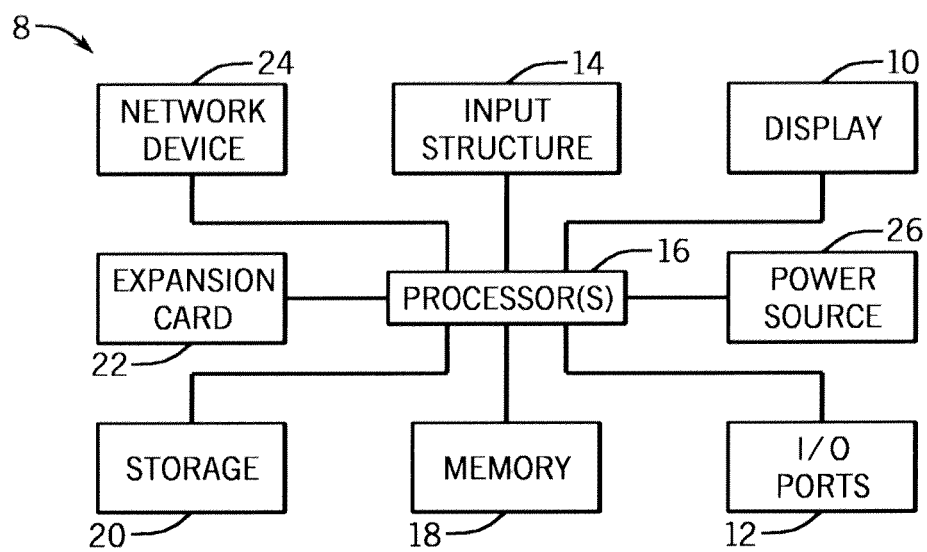 8
24
14
10
NETWORK
DEVICE
INPUT
STRUCTURE
DISPLAY
16
26
EXPANSION
CARD
PROCESSOR(S)
POWER
SOURCE
22
STORAGE
MEMORY
I/O
PORTS
20
18
12